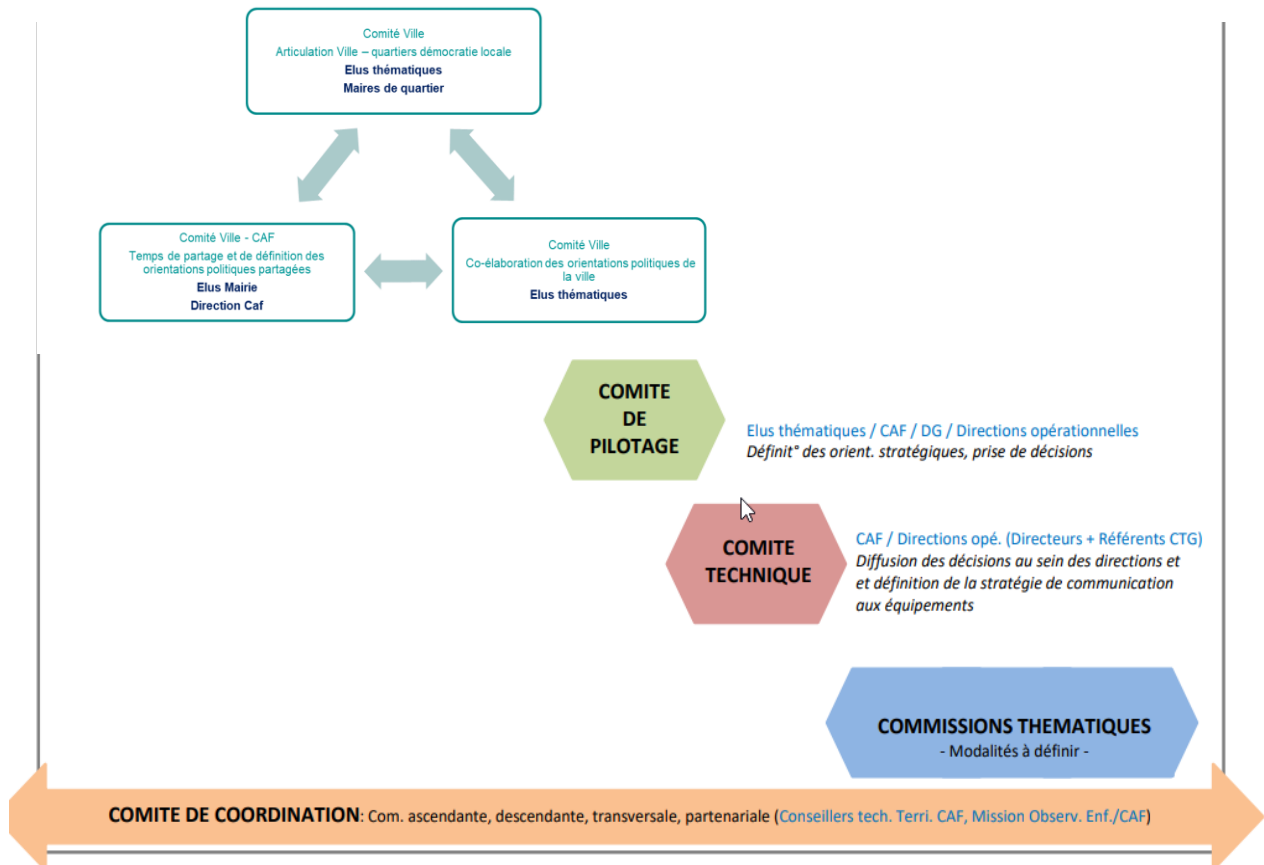 Comité Ville
Articulation Ville – quartiers démocratie locale
Elus thématiques
Maires de quartier
Comité Ville - CAF
Temps de partage et de définition des
orientations politiques partagées
Elus Mairie
Direction Caf
Comité Ville
Co-élaboration des orientations politiques de
la ville
Elus thématiques
COMITE
DE
PILOTAGE
Elus thématiques / CAF / DG / Directions opérationnelles
Définit° des orient. stratégiques, prise de décisions
COMITE
TECHNIQUE
CAF / Directions opé. (Directeurs + Référents CTG)
Diffusion des décisions au sein des directions et
et définition de la stratégie de communication
aux équipements
COMMISSIONS THEMATIQUES
- Modalités à définir -
COMITE DE COORDINATION: Com. ascendante, descendante, transversale, partenariale (Conseillers tech. Terri. CAF, Mission Observ. Enf./CAF)